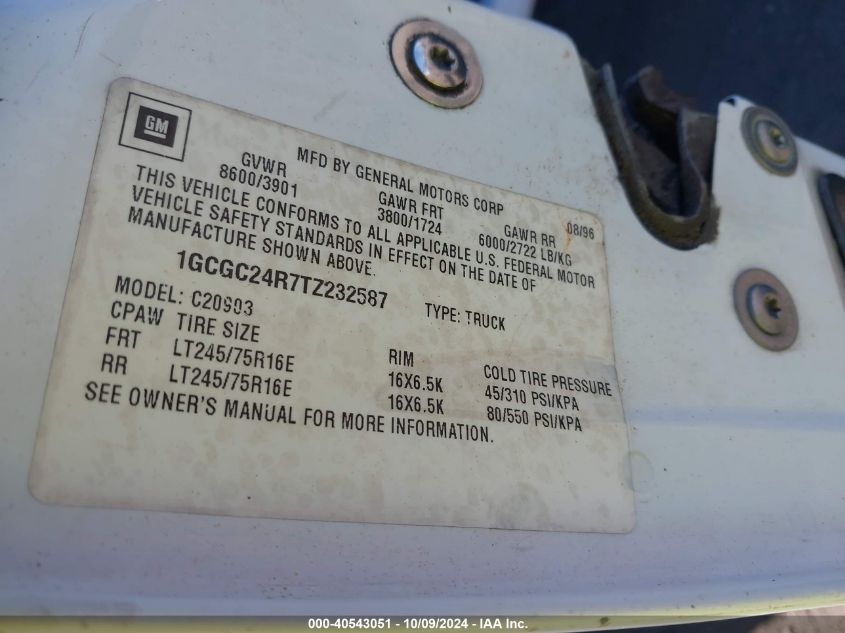 GM
MFD BY GENERAL MOTORS CORP
GVWR GAWR FRT GAWR RR 08/96
8600/3901 3800/1724 6000/2722 LB/KG
THIS VEHICLE CONFORMS TO ALL APPLICABLE U.S. FEDERAL MOTOR
VEHICLE SAFETY STANDARDS IN EFFECT ON THE DATE OF
MANUFACTURE SHOWN ABOVE.
1GCGC24R7TZ232587
TYPE: TRUCK
MODEL: C20903
CPAW TIRE SIZE RIM COLD TIRE PRESSURE
FRT LT245/75R16E 16X6.5K 45/310 PSI/KPA
RR LT245/75R16E 16X6.5K 80/550 PSI/KPA
SEE OWNER'S MANUAL FOR MORE INFORMATION.
000-40543051 - 10/09/2024 - IAA Inc.